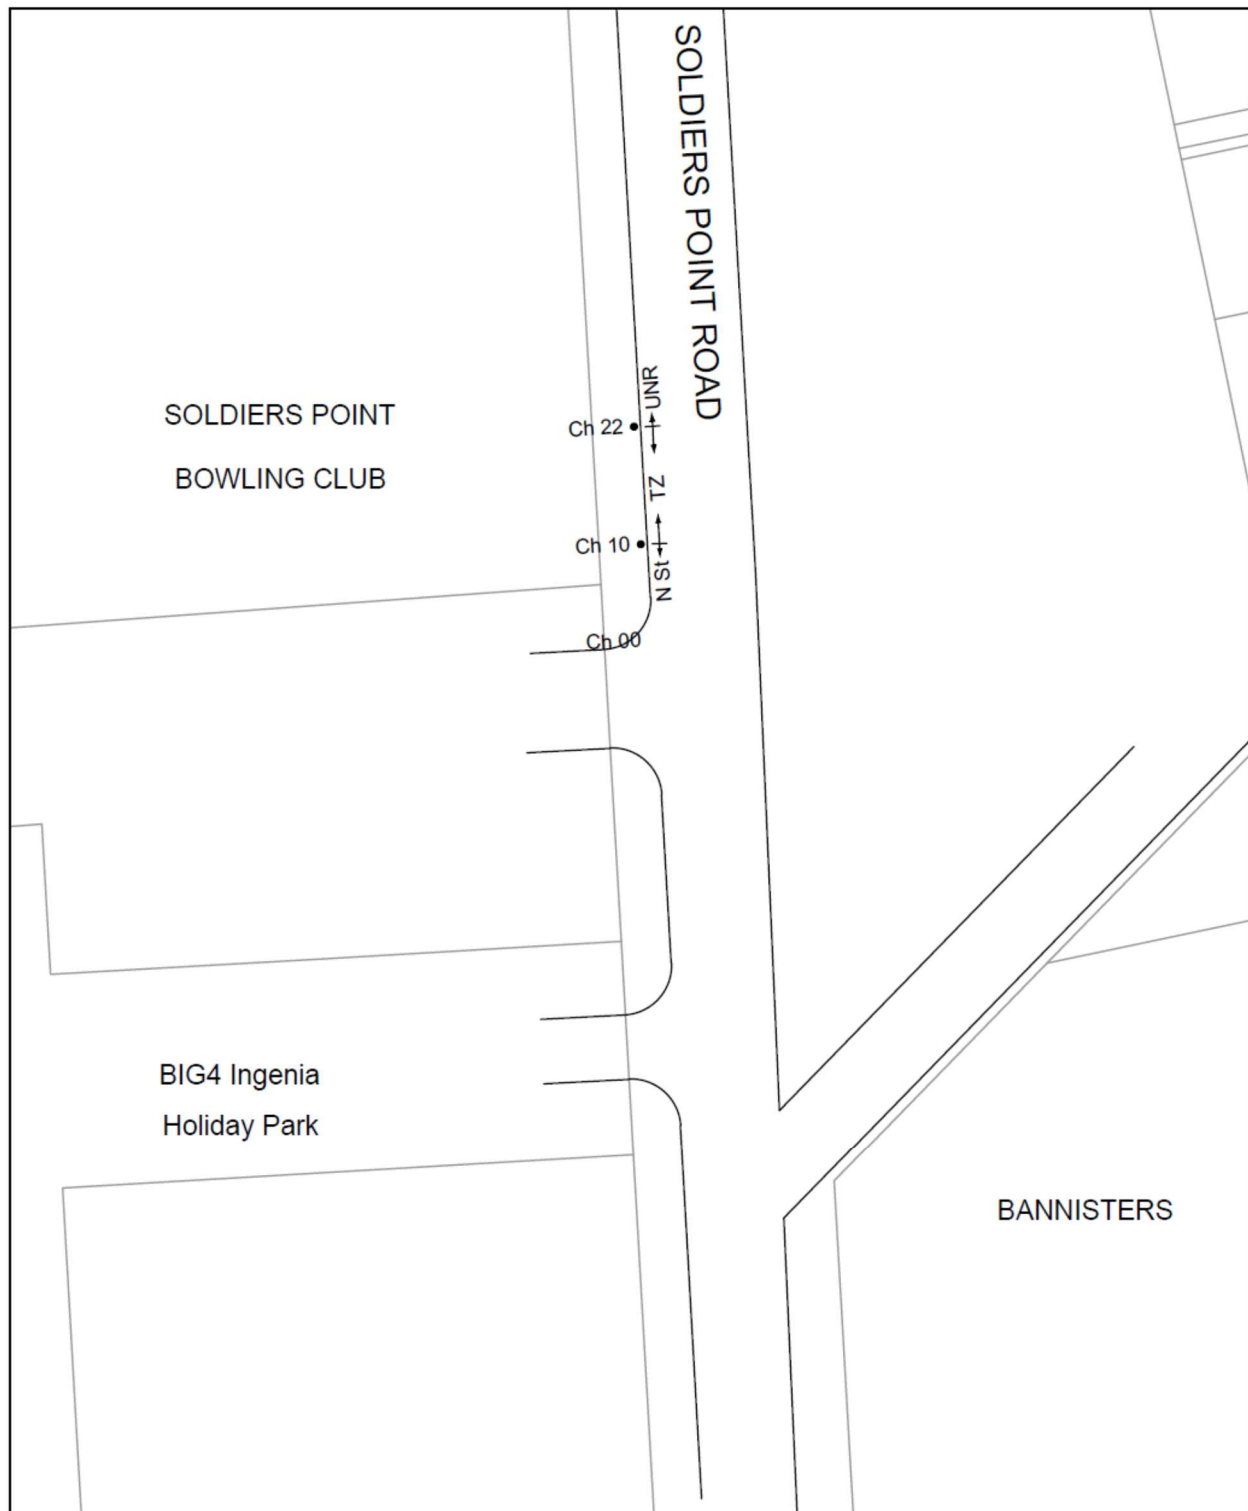 SOLDIERS POINT ROAD
UNR
SOLDIERS POINT
Ch 22
BOWLING CLUB
TZ
Ch 10
N St
Ch 00
BIG4 Ingenia
Holiday Park
BANNISTERS